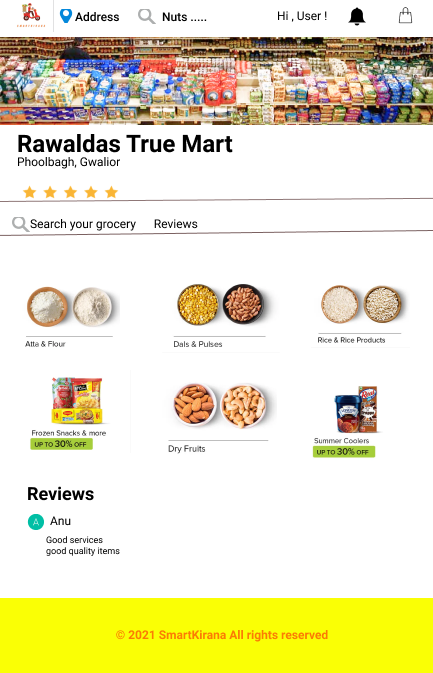 Address
Nuts .....
Hi , User !
Rawaldas True Mart
Phoolbagh, Gwalior
Search your grocery
Reviews
Atta & Flour
Dals & Pulses
Rice & Rice Products
Frozen Snacks & more
UP TO 30% OFF
Dry Fruits
Summer Coolers
UP TO 30% OFF
Reviews
A
Anu
Good services
good quality items
© 2021 SmartKirana All rights reserved